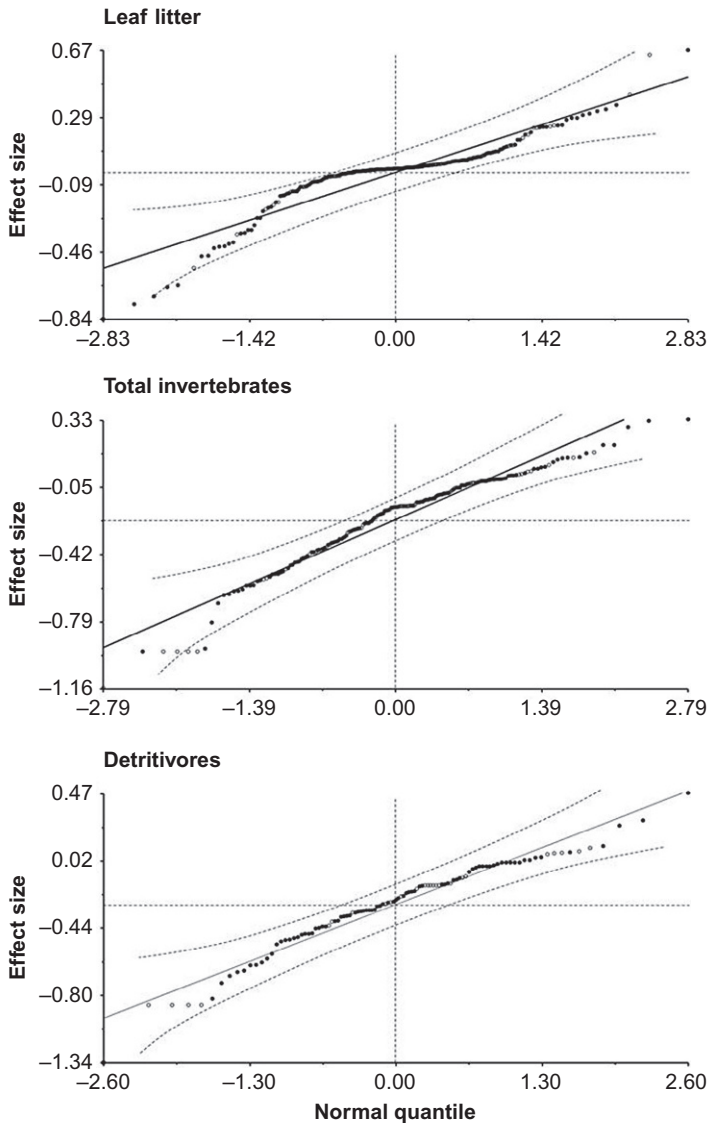 Leaf litter
0.67
0.29
–0.09
–0.46
–0.84
Effect size
–2.83 –1.42 0.00 1.42 2.83
Total invertebrates
0.33
–0.05
–0.42
–0.79
–1.16
Effect size
–2.79 –1.39 0.00 1.39 2.79
Detritivores
0.47
0.02
–0.44
–0.80
–1.34
Effect size
–2.60 –1.30 0.00 1.30 2.60
Normal quantile